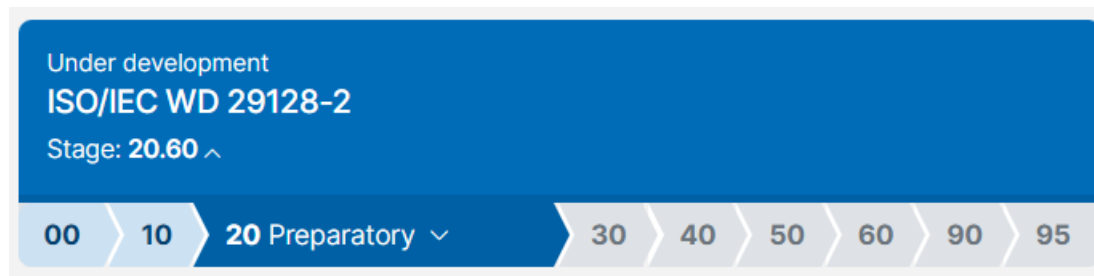 Under development
ISO/IEC WD 29128-2
Stage: 20.60
00 10 20 Preparatory 30 40 50 60 90 95